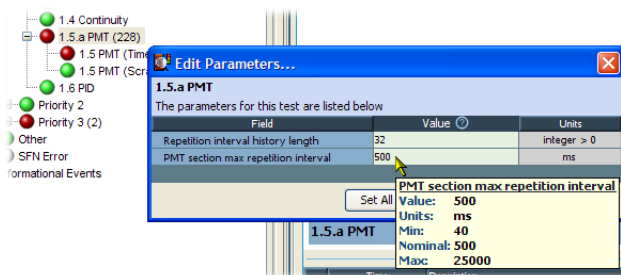 1.4 Continuity
1.5.a PMT (228)
1.5 PMT (Time
1.5 PMT (Scr
1.6 PID
Priority 2
Priority 3 (2)
Other
SFN Error
formational Events
Edit Parameters...
1.5.a PMT
The parameters for this test are listed below
Field Value Units
Repetition interval history length 32 integer > 0
PMT section max repetition interval 500 ms
Set All
PMT section max repetition interval
Value: 500
Units: ms
Min: 40
Nominal: 500
Max: 25000
1.5.a PMT
Time Description